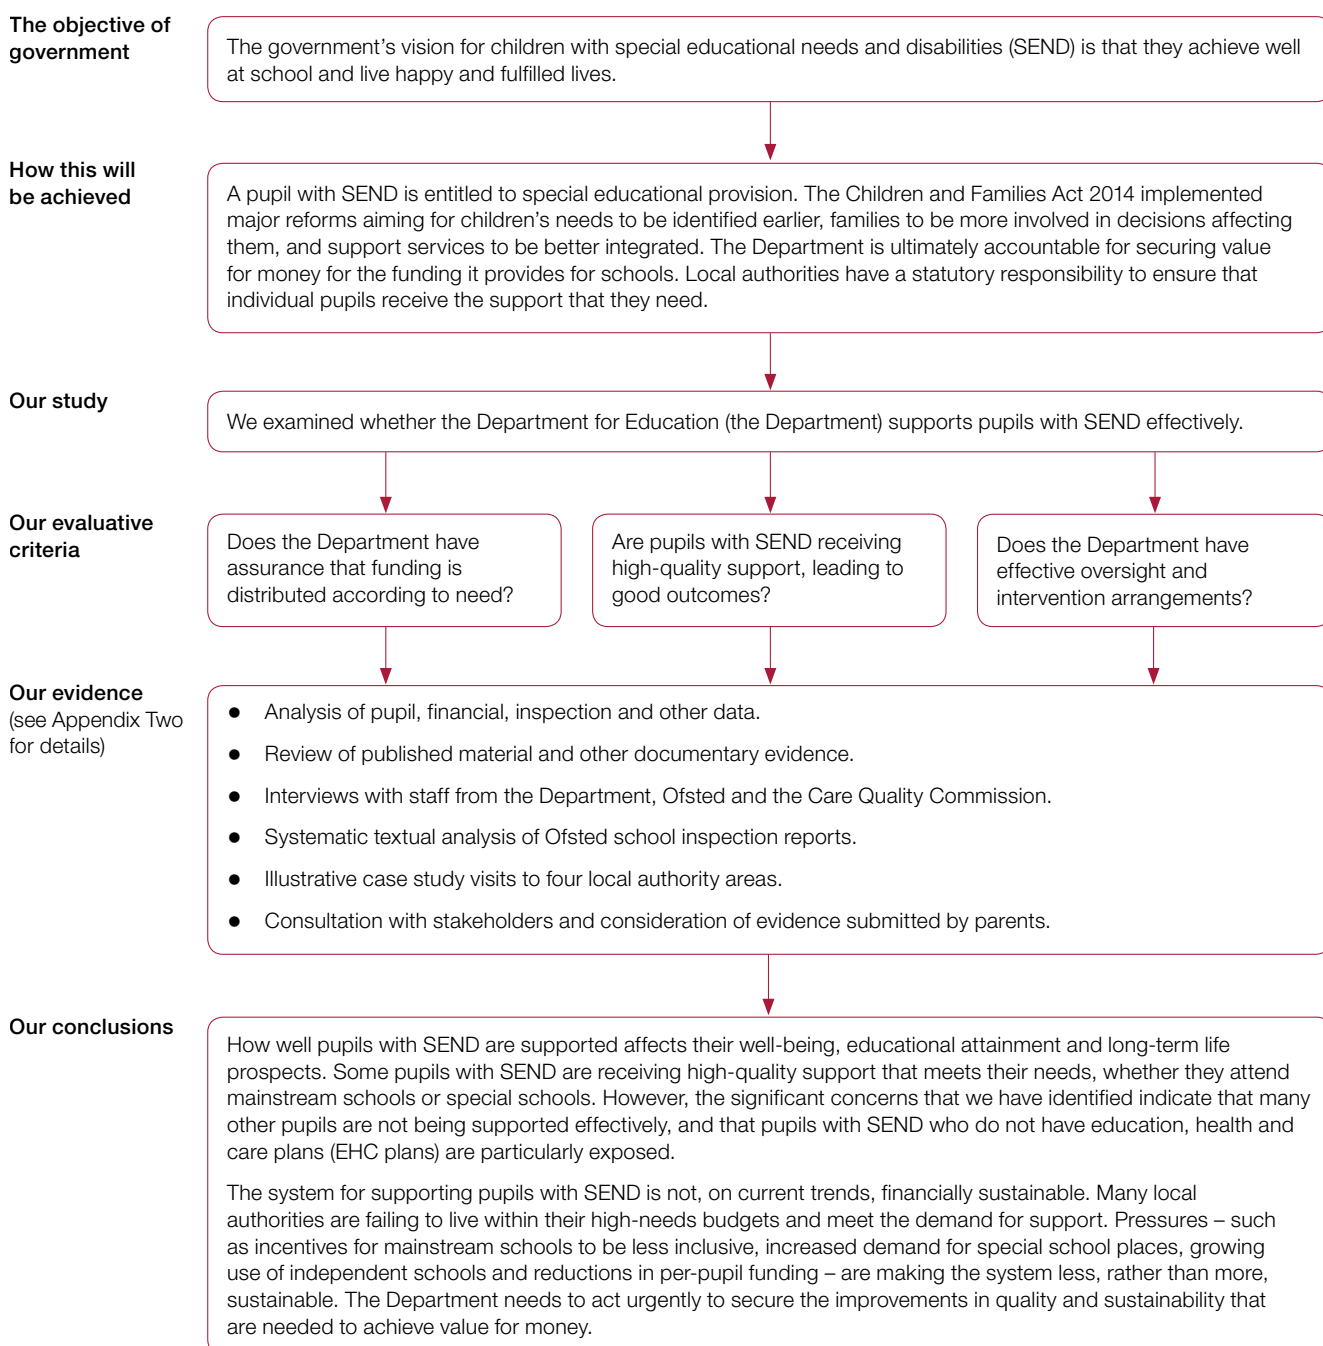 The objective of
government
The government’s vision for children with special educational needs and disabilities (SEND) is that they achieve well
at school and live happy and fulfilled lives.
How this will
be achieved
A pupil with SEND is entitled to special educational provision. The Children and Families Act 2014 implemented
major reforms aiming for children’s needs to be identified earlier, families to be more involved in decisions affecting
them, and support services to be better integrated. The Department is ultimately accountable for securing value
for money for the funding it provides for schools. Local authorities have a statutory responsibility to ensure that
individual pupils receive the support that they need.
Our study
We examined whether the Department for Education (the Department) supports pupils with SEND effectively.
Our evaluative
criteria
Does the Department have
assurance that funding is
distributed according to need?
Are pupils with SEND receiving
high-quality support, leading to
good outcomes?
Does the Department have
effective oversight and
intervention arrangements?
Our evidence
(see Appendix Two
for details)
● Analysis of pupil, financial, inspection and other data.
● Review of published material and other documentary evidence.
● Interviews with staff from the Department, Ofsted and the Care Quality Commission.
● Systematic textual analysis of Ofsted school inspection reports.
● Illustrative case study visits to four local authority areas.
● Consultation with stakeholders and consideration of evidence submitted by parents.
Our conclusions
How well pupils with SEND are supported affects their well-being, educational attainment and long-term life
prospects. Some pupils with SEND are receiving high-quality support that meets their needs, whether they attend
mainstream schools or special schools. However, the significant concerns that we have identified indicate that many
other pupils are not being supported effectively, and that pupils with SEND who do not have education, health and
care plans (EHC plans) are particularly exposed.
The system for supporting pupils with SEND is not, on current trends, financially sustainable. Many local
authorities are failing to live within their high-needs budgets and meet the demand for support. Pressures – such
as incentives for mainstream schools to be less inclusive, increased demand for special school places, growing
use of independent schools and reductions in per-pupil funding – are making the system less, rather than more,
sustainable. The Department needs to act urgently to secure the improvements in quality and sustainability that
are needed to achieve value for money.